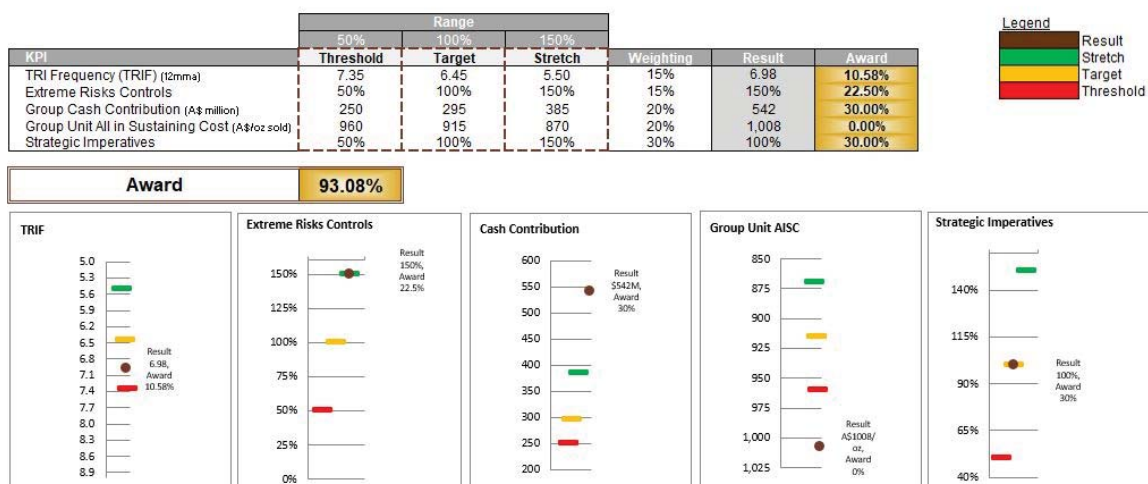 Range
50% 100% 150%
KPI Threshold Target Stretch Weighting Result Award
TRI Frequency (TRIF) (12mma) 7.35 6.45 5.50 15% 6.98 10.58%
Extreme Risks Controls 50% 100% 150% 15% 150% 22.50%
Group Cash Contribution (A$ million) 250 295 385 20% 542 30.00%
Group Unit All in Sustaining Cost (A$/oz sold) 960 915 870 20% 1,008 0.00%
Strategic Imperatives 50% 100% 150% 30% 100% 30.00%
Legend
Result
Stretch
Target
Threshold
Award 93.08%
TRIF
5.0
5.3
5.6
5.9
6.2
6.5
6.8
7.1
7.4
7.7
8.0
8.3
8.6
8.9
Result
6.98,
Award
10.58%
Extreme Risks Controls
150%
125%
100%
75%
50%
25%
0%
Result
150%,
Award
22.5%
Cash Contribution
600
550
500
450
400
350
300
250
200
Result
$542M,
Award
30%
Group Unit AISC
850
875
900
925
950
975
1,000
1,025
Result
A$1008/
oz,
Award
0%
Strategic Imperatives
140%
115%
90%
65%
40%
Result
100%,
Award
30%